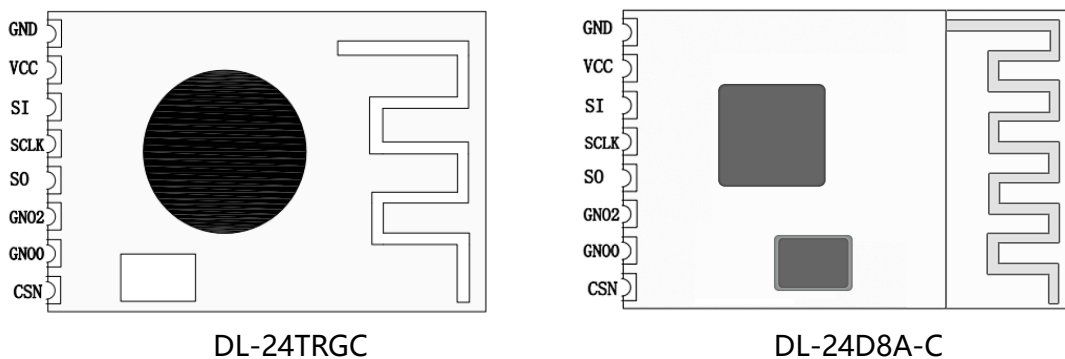 GND
VCC
SI
SCLK
SO
GNO2
GNO0
CSN
DL-24TRGC
GND
VCC
SI
SCLK
SO
GNO2
GNO0
CSN
DL-24D8A-C